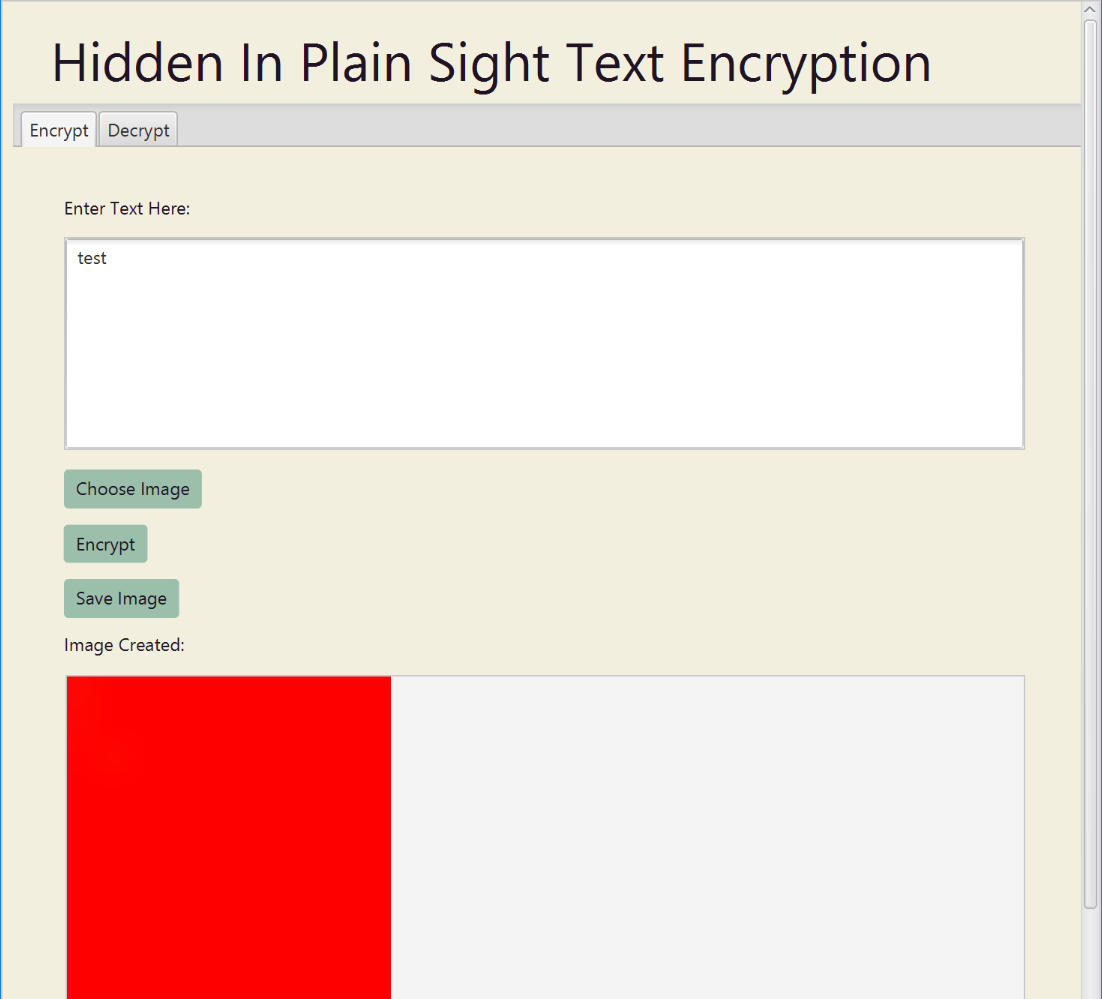 Hidden In Plain Sight Text Encryption
Encrypt Decrypt
Enter Text Here:
test
Choose Image
Encrypt
Save Image
Image Created: